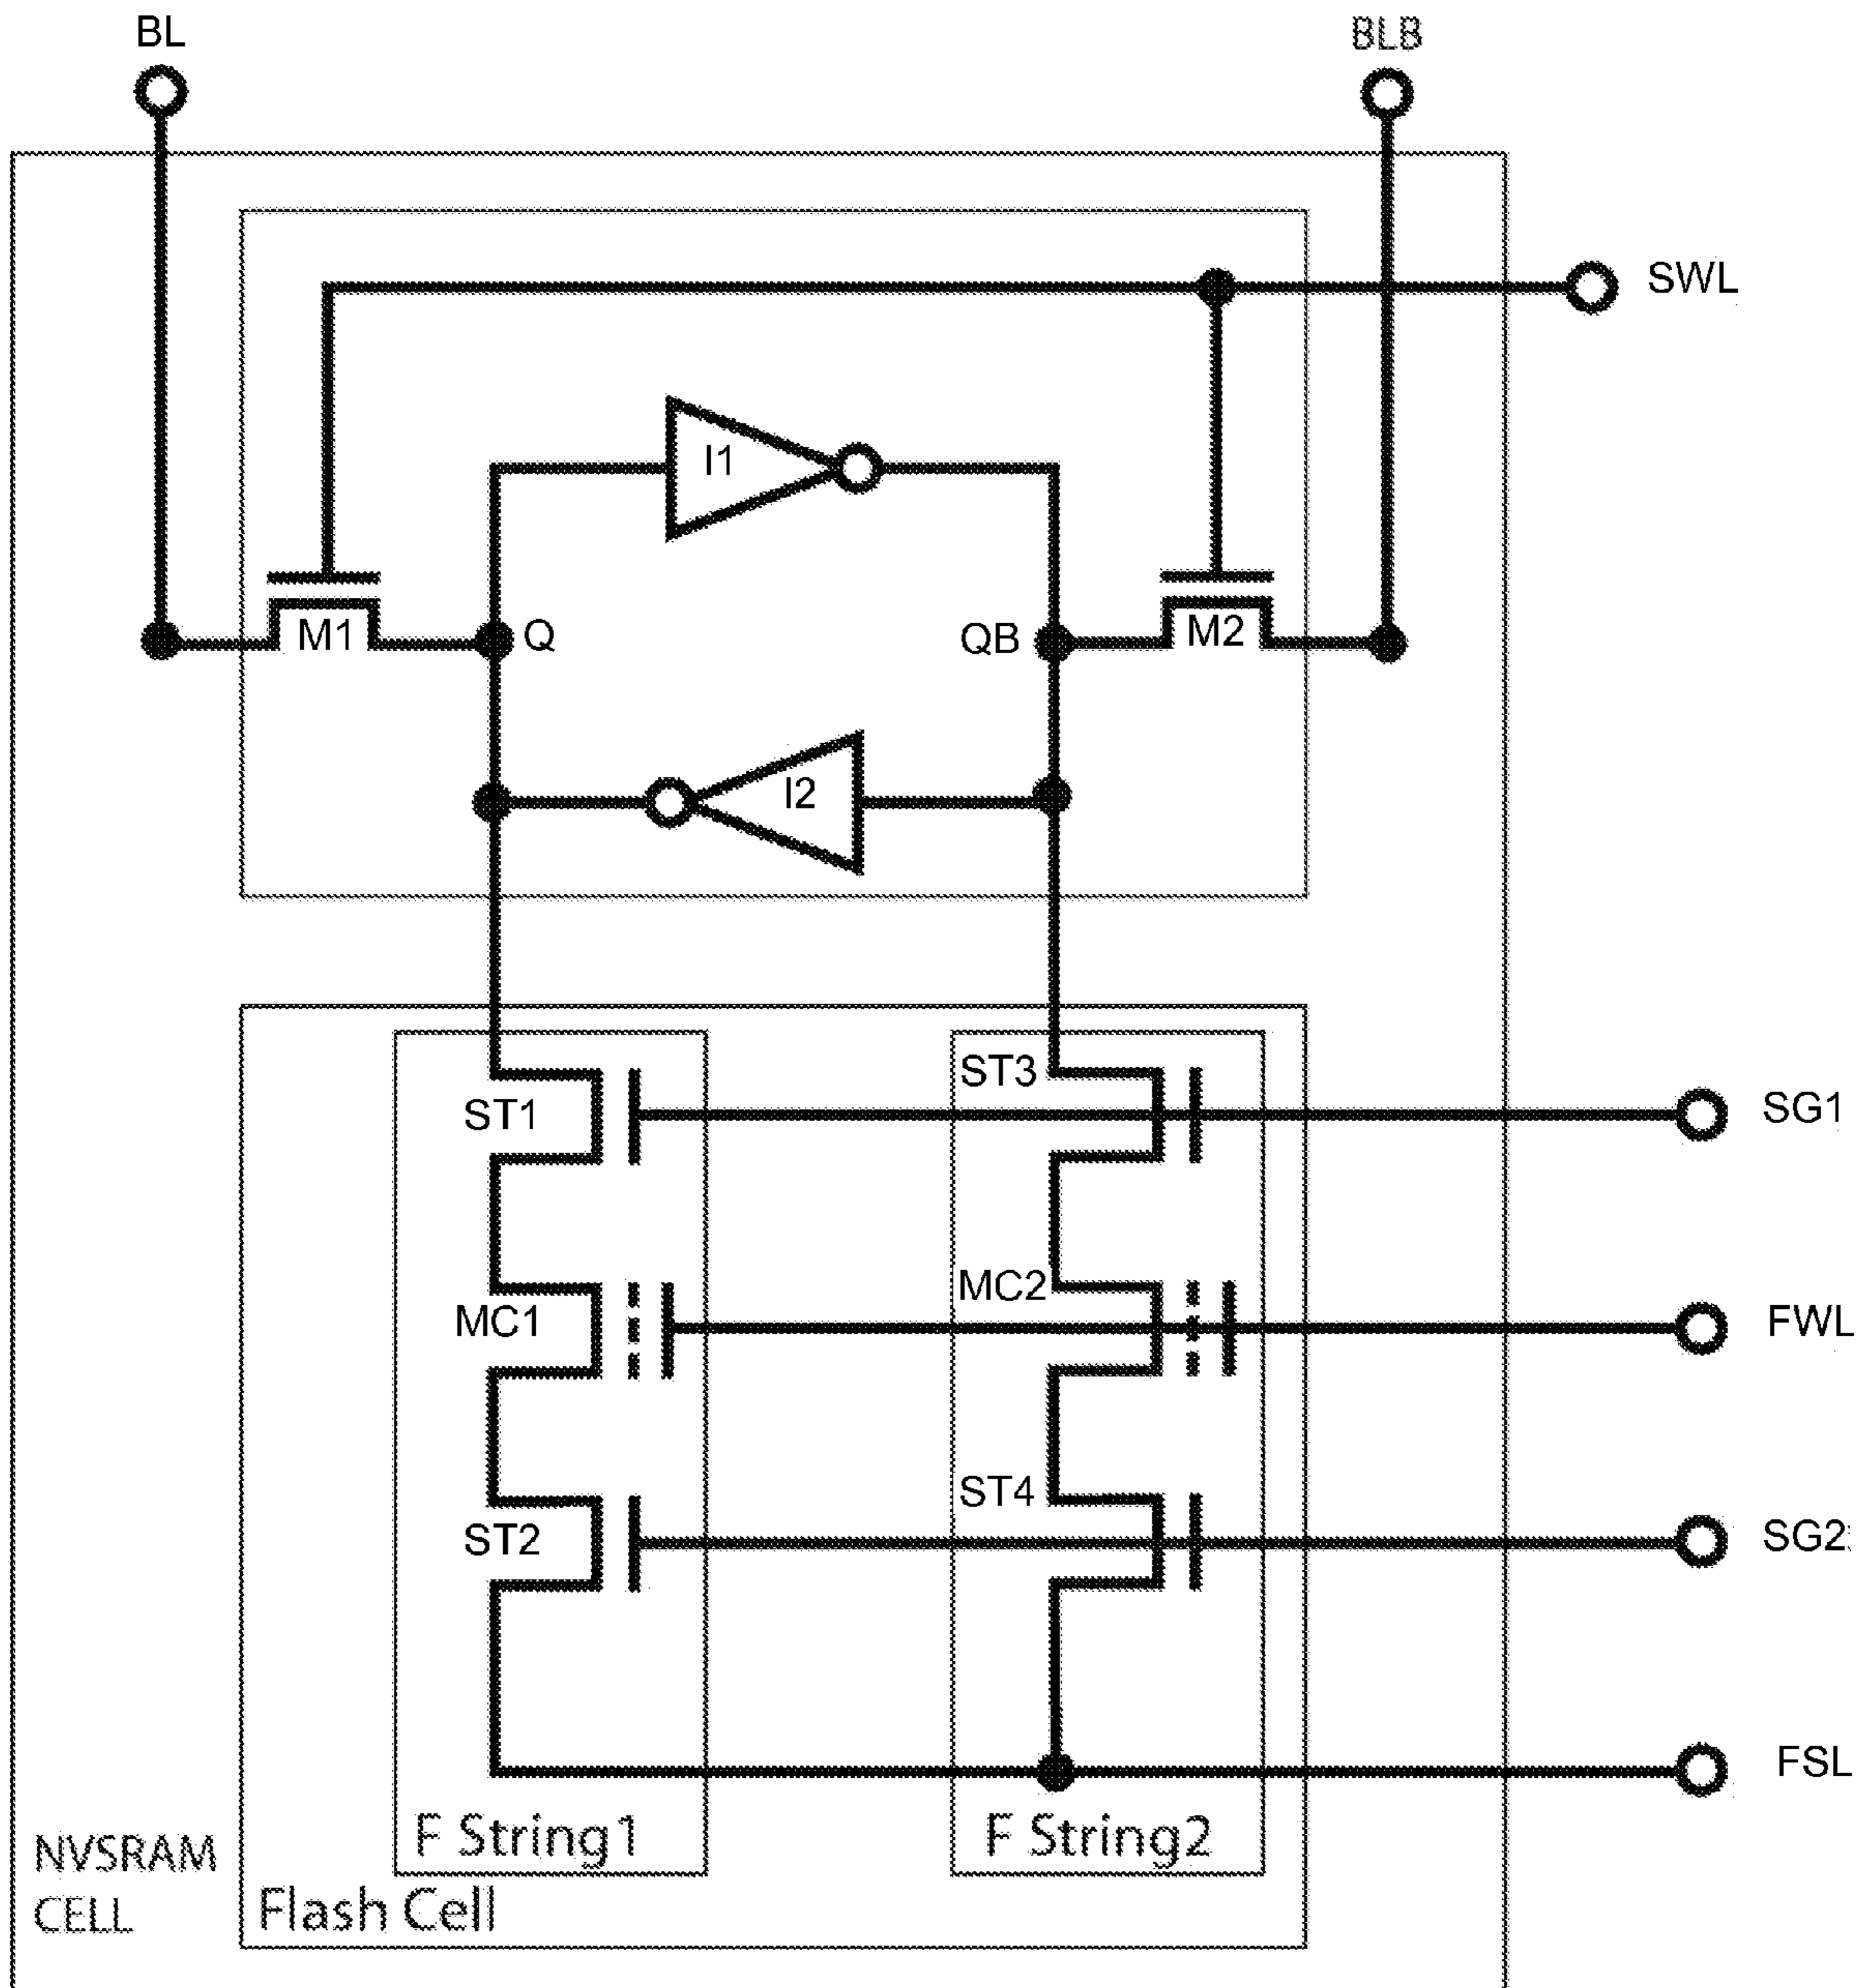 BL
BLB
SWL
I1
M1
Q
QB
M2
I2
ST1
ST3
SG1
MC1
MC2
FWL
ST2
ST4
SG2
FSL
F String1
F String2
NVSRAM
CELL
Flash Cell